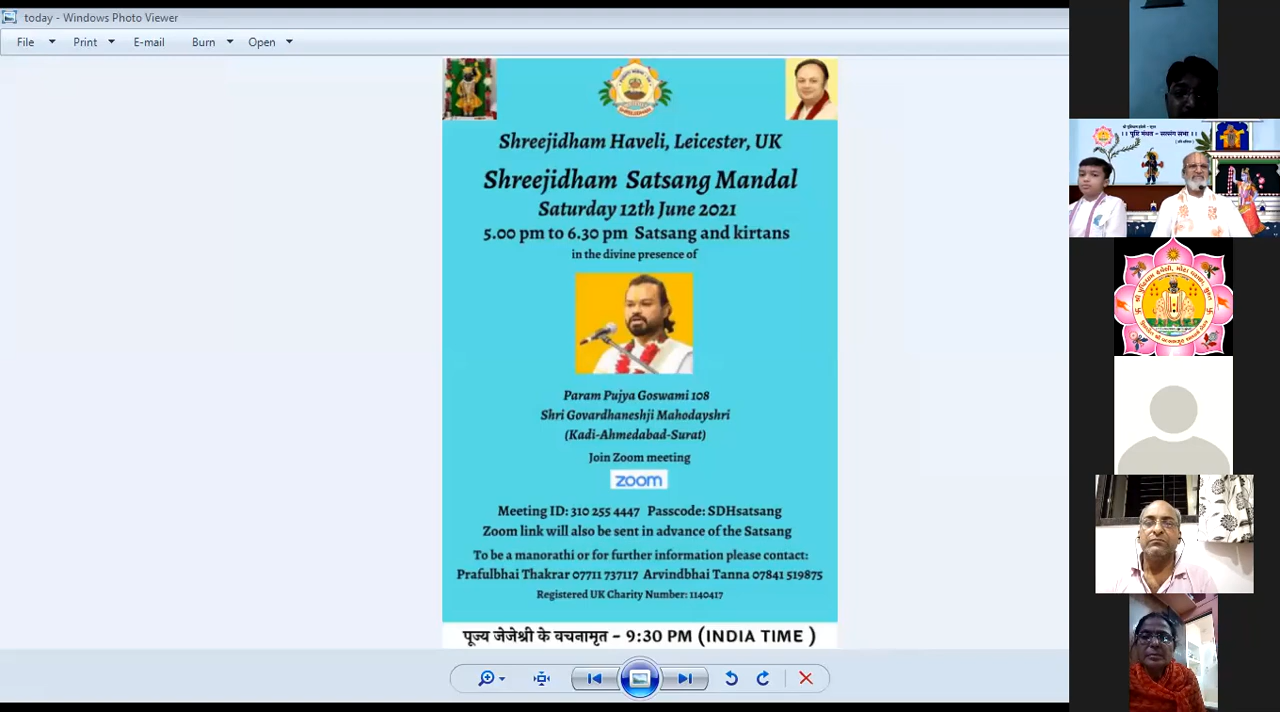 today - Windows Photo Viewer
File Print E-mail Burn Open
Shreejidham Haveli, Leicester, UK
Shreejidham Satsang Mandal
Saturday 12th June 2021
5.00 pm to 6.30 pm Satsang and kirtans
in the divine presence of
Param Pujya Goswami 108
Shri Govardhaneshji Mahodayshri
(Kadi-Ahmedabad-Surat)
Join Zoom meeting
zoom
Meeting ID: 310 255 4447 Passcode: SDHsatsang
Zoom link will also be sent in advance of the Satsang
To be a manorathi or for further information please contact:
Prafulbhai Thakrar 07711 737117 Arvindbhai Tanna 07841 519875
Registered UK Charity Number: 1140417
पूज्य जेजेश्री के वचनामृत - 9:30 PM (INDIA TIME )
।। पुष्टि मंथन - सत्संग सभा ।।